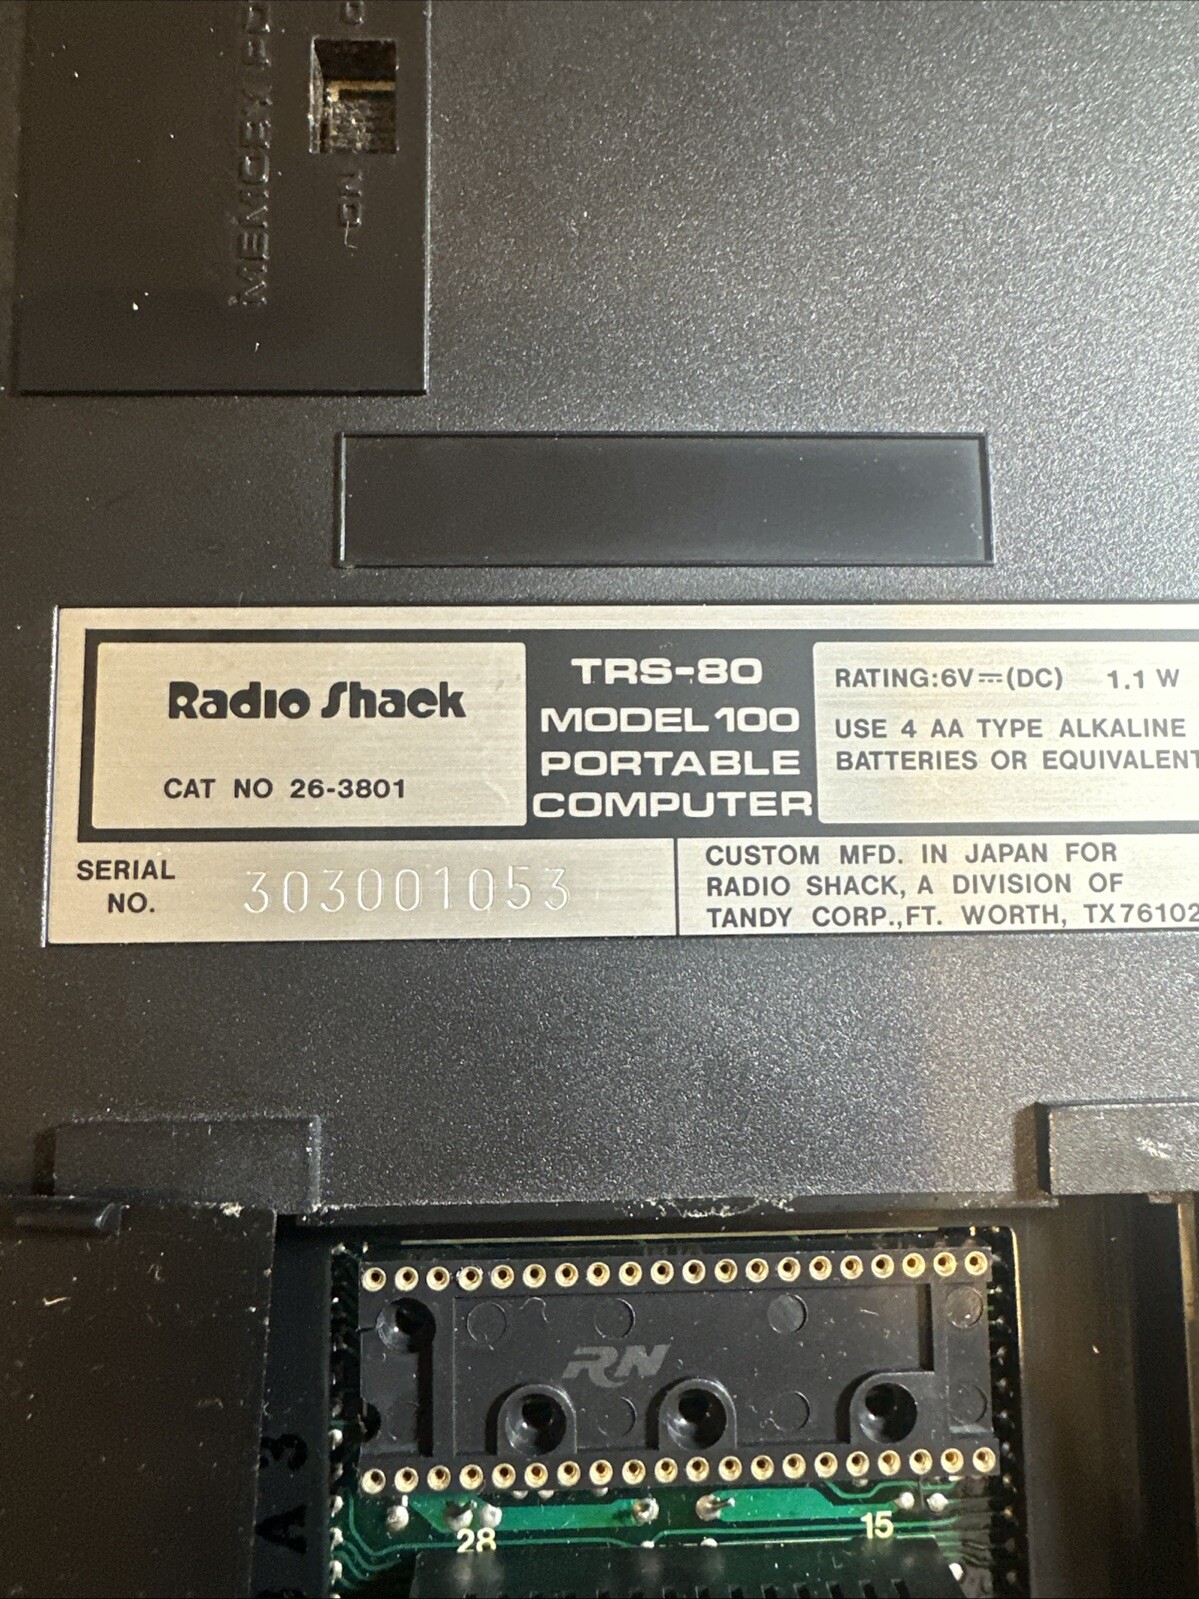 MEMORY PO
ON
Radio Shack
CAT NO 26-3801
TRS-80
MODEL 100
PORTABLE
COMPUTER
RATING:6V⎓(DC) 1.1 W
USE 4 AA TYPE ALKALINE
BATTERIES OR EQUIVALENT
SERIAL
NO.
303001053
CUSTOM MFD. IN JAPAN FOR
RADIO SHACK, A DIVISION OF
TANDY CORP.,FT. WORTH, TX76102
RN
A3
28
15